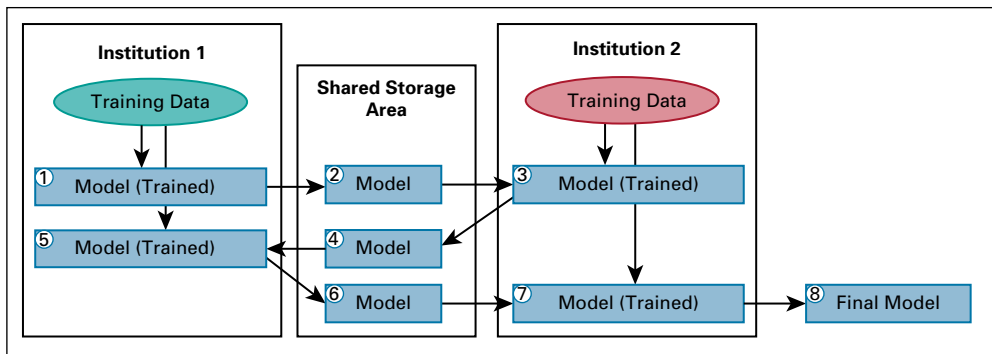 Institution 1
Training Data
1 Model (Trained)
5 Model (Trained)
Shared Storage
Area
2 Model
4 Model
6 Model
Institution 2
Training Data
3 Model (Trained)
7 Model (Trained)
8 Final Model